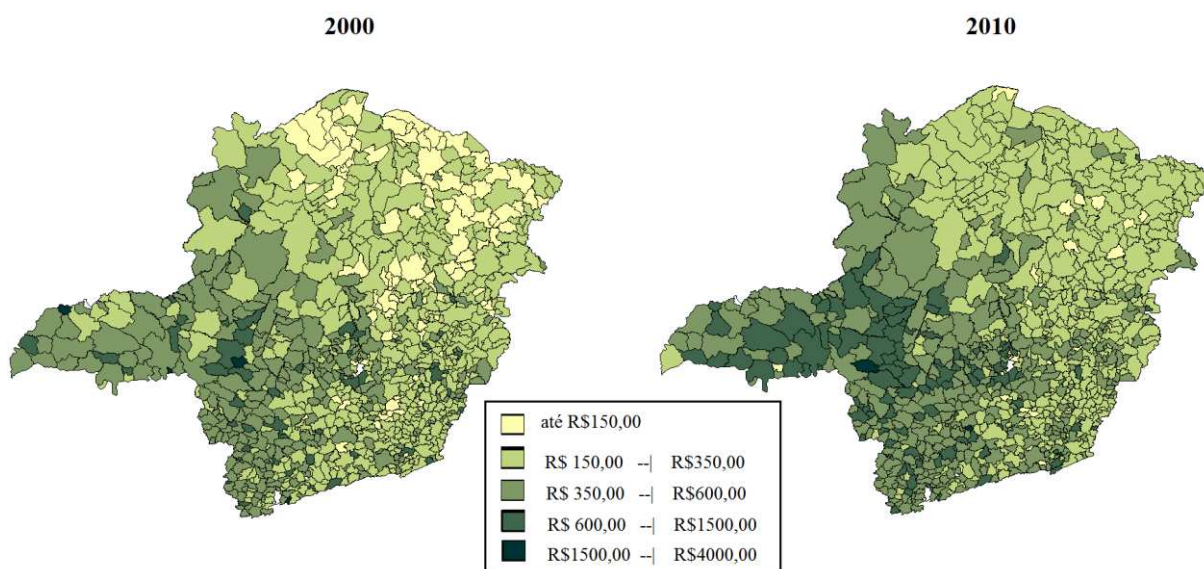 2000
2010
até R$150,00
R$ 150,00 --| R$350,00
R$ 350,00 --| R$600,00
R$ 600,00 --| R$1500,00
R$1500,00 --| R$4000,00